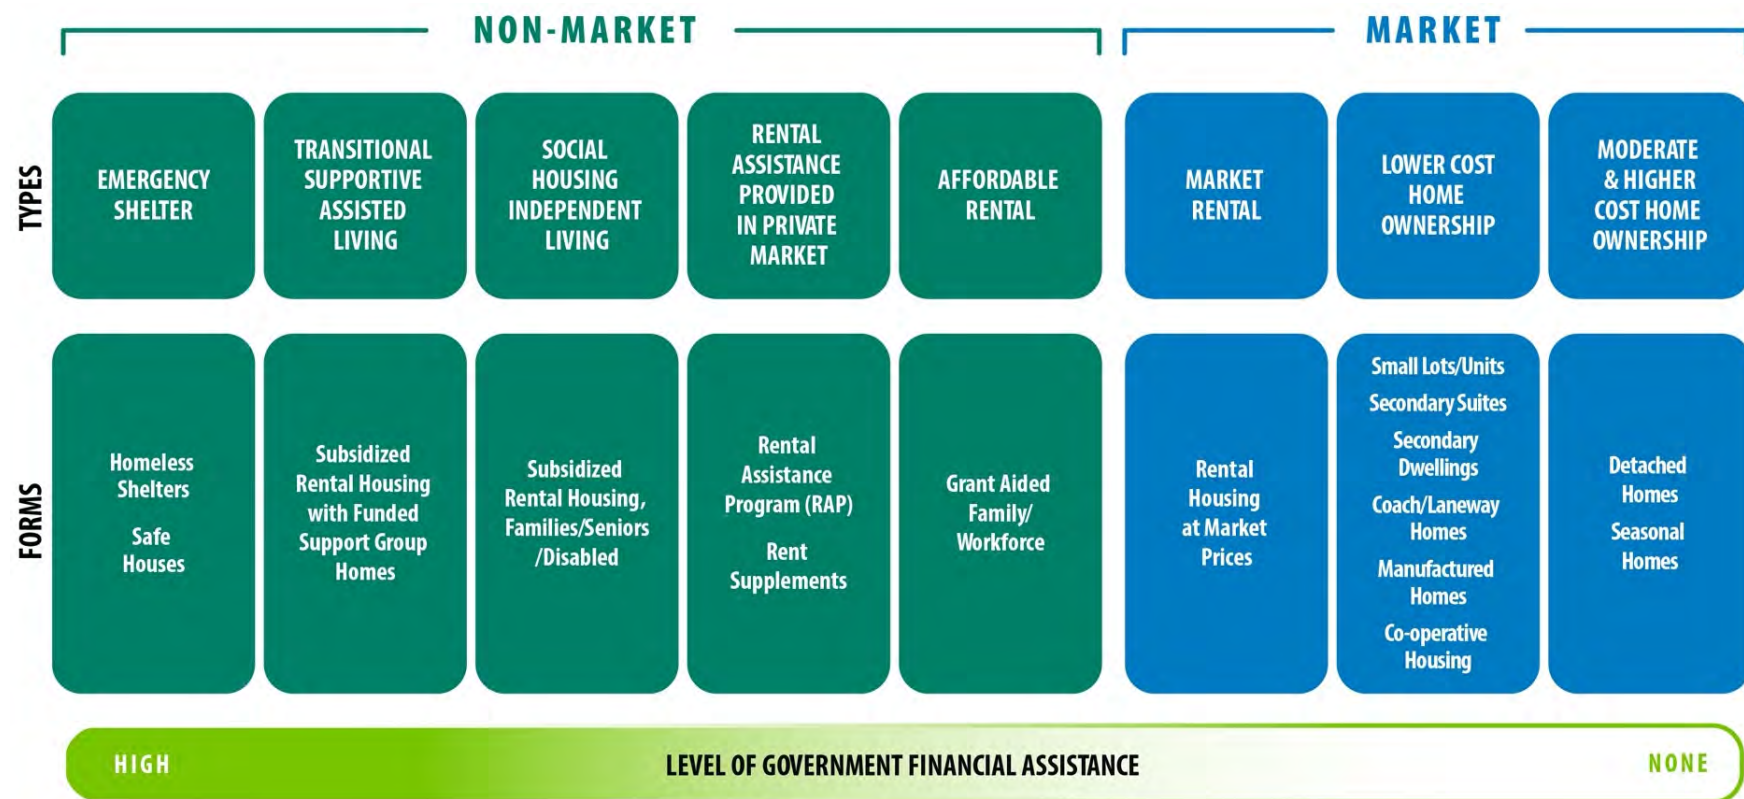 NON-MARKET
MARKET
TYPES
EMERGENCY
SHELTER
TRANSITIONAL
SUPPORTIVE
ASSISTED
LIVING
SOCIAL
HOUSING
INDEPENDENT
LIVING
RENTAL
ASSISTANCE
PROVIDED
IN PRIVATE
MARKET
AFFORDABLE
RENTAL
MARKET
RENTAL
LOWER COST
HOME
OWNERSHIP
MODERATE
& HIGHER
COST HOME
OWNERSHIP
FORMS
Homeless
Shelters
Safe
Houses
Subsidized
Rental Housing
with Funded
Support Group
Homes
Subsidized
Rental Housing,
Families/Seniors
/Disabled
Rental
Assistance
Program (RAP)
Rent
Supplements
Grant Aided
Family/
Workforce
Rental
Housing
at Market
Prices
Small Lots/Units
Secondary Suites
Secondary
Dwellings
Coach/Laneway
Homes
Manufactured
Homes
Co-operative
Housing
Detached
Homes
Seasonal
Homes
HIGH
LEVEL OF GOVERNMENT FINANCIAL ASSISTANCE
NONE